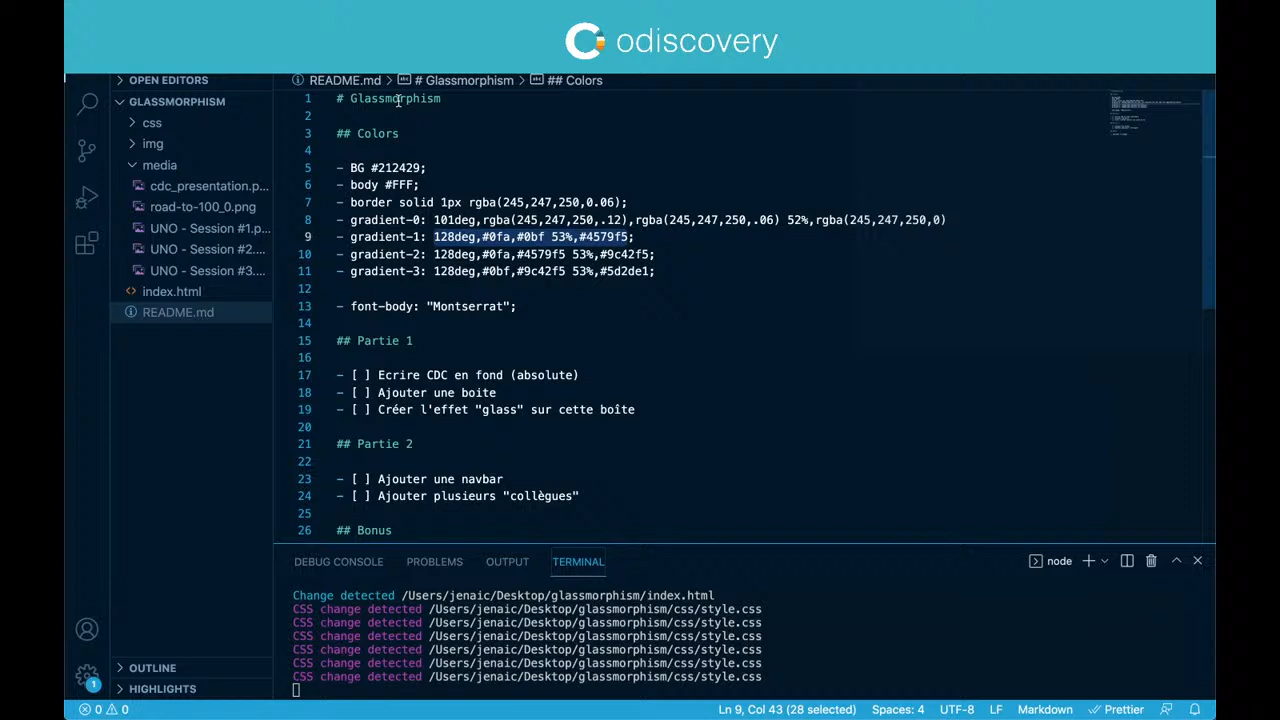 odiscovery
OPEN EDITORS
GLASSMORPHISM
css
img
media
cdc_presentation.p...
road-to-100_0.png
UNO - Session #1.p...
UNO - Session #2....
UNO - Session #3....
index.html
README.md
OUTLINE
HIGHLIGHTS
1
README.md > # Glassmorphism > ## Colors
1 # Glassmorphism
2
3 ## Colors
4
5 - BG #212429;
6 - body #FFF;
7 - border solid 1px rgba(245,247,250,0.06);
8 - gradient-0: 101deg,rgba(245,247,250,.12),rgba(245,247,250,.06) 52%,rgba(245,247,250,0)
9 - gradient-1: 128deg,#0fa,#0bf 53%,#4579f5;
10 - gradient-2: 128deg,#0fa,#4579f5 53%,#9c42f5;
11 - gradient-3: 128deg,#0bf,#9c42f5 53%,#5d2de1;
12
13 - font-body: "Montserrat";
14
15 ## Partie 1
16
17 - [ ] Ecrire CDC en fond (absolute)
18 - [ ] Ajouter une boite
19 - [ ] Créer l'effet "glass" sur cette boîte
20
21 ## Partie 2
22
23 - [ ] Ajouter une navbar
24 - [ ] Ajouter plusieurs "collègues"
25
26 ## Bonus
DEBUG CONSOLE PROBLEMS OUTPUT TERMINAL node
Change detected /Users/jenaic/Desktop/glassmorphism/index.html
CSS change detected /Users/jenaic/Desktop/glassmorphism/css/style.css
CSS change detected /Users/jenaic/Desktop/glassmorphism/css/style.css
CSS change detected /Users/jenaic/Desktop/glassmorphism/css/style.css
CSS change detected /Users/jenaic/Desktop/glassmorphism/css/style.css
CSS change detected /Users/jenaic/Desktop/glassmorphism/css/style.css
CSS change detected /Users/jenaic/Desktop/glassmorphism/css/style.css
0 0 Ln 9, Col 43 (28 selected) Spaces: 4 UTF-8 LF Markdown Prettier